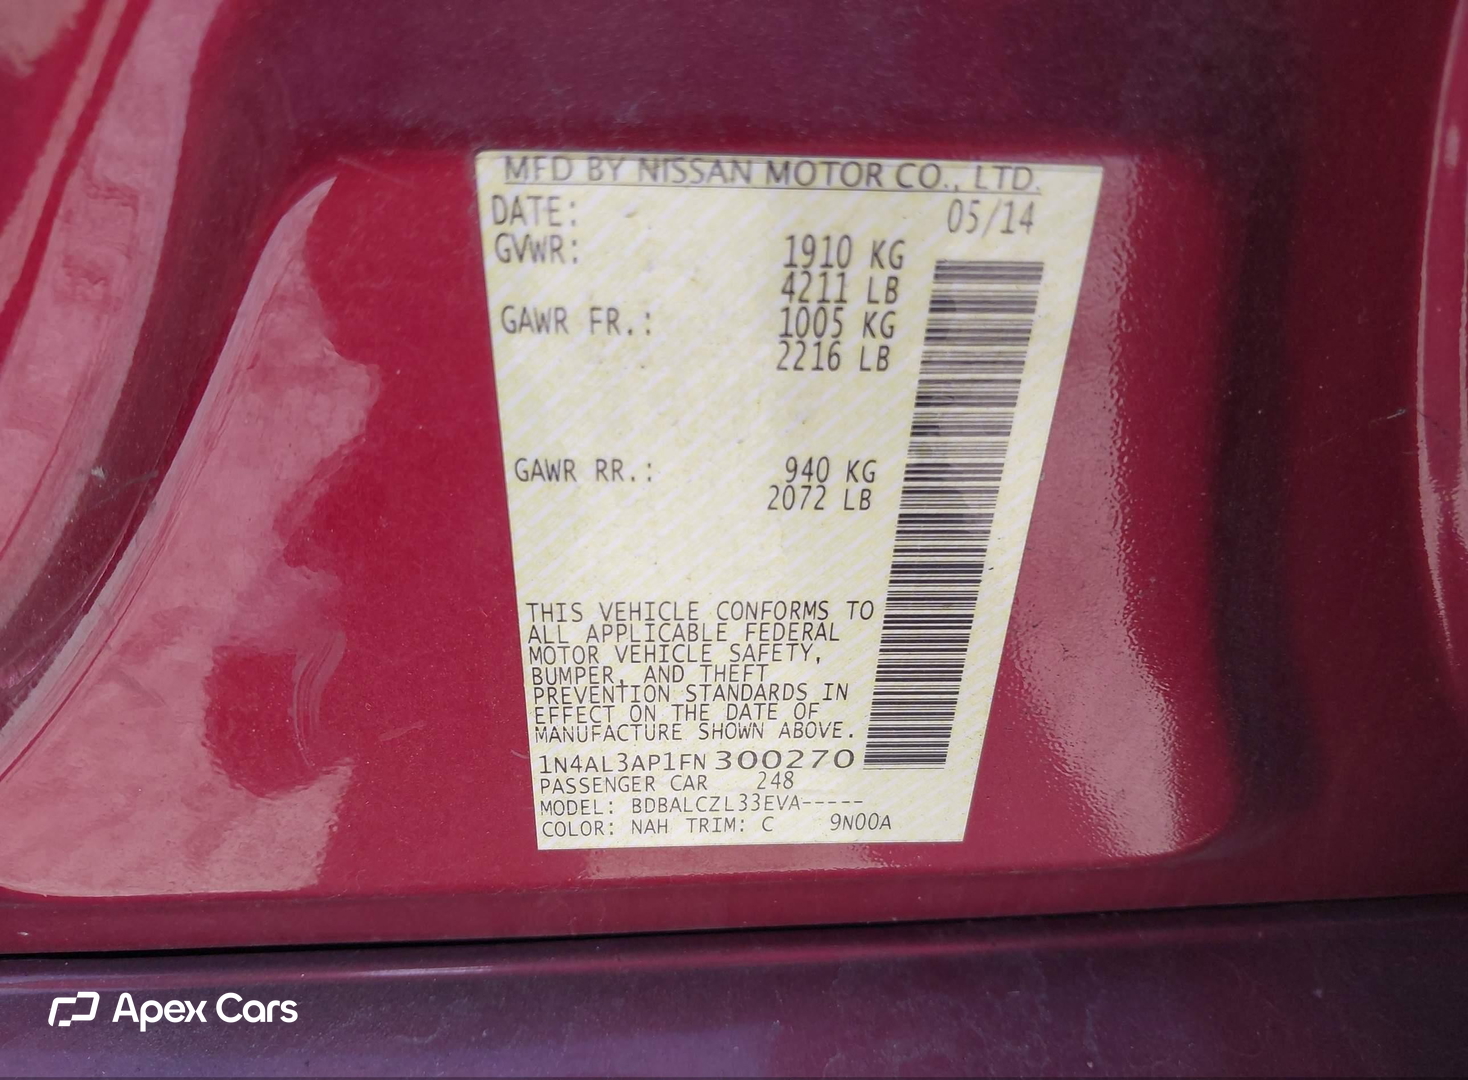 MFD BY NISSAN MOTOR CO., LTD.
DATE: 05/14
GVWR: 1910 KG
4211 LB
GAWR FR.: 1005 KG
2216 LB
GAWR RR.: 940 KG
2072 LB
THIS VEHICLE CONFORMS TO
ALL APPLICABLE FEDERAL
MOTOR VEHICLE SAFETY,
BUMPER, AND THEFT
PREVENTION STANDARDS IN
EFFECT ON THE DATE OF
MANUFACTURE SHOWN ABOVE.
1N4AL3AP1FN300270
PASSENGER CAR 248
MODEL: BDBALCZL33EVA-----
COLOR: NAH TRIM: C 9N00A
Apex Cars